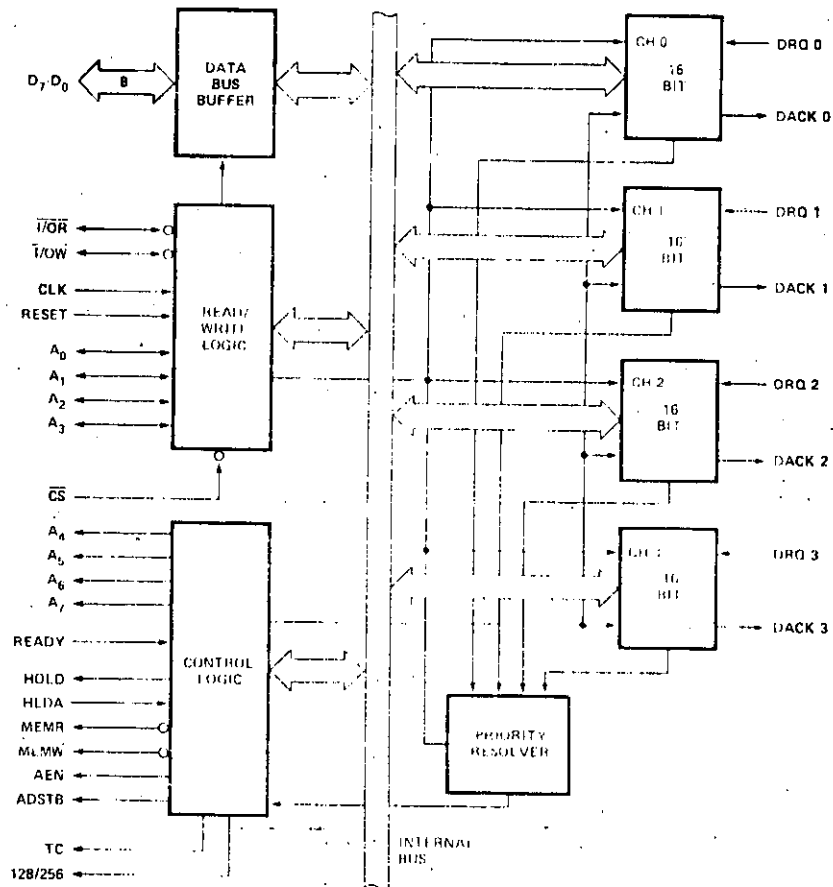 D7-D0
8
DATA
BUS
BUFFER
I/OR
I/OW
CLK
RESET
A0
A1
A2
A3
CS
READ/
WRITE
LOGIC
A4
A5
A6
A7
READY
HOLD
HLDA
MEMR
MEMW
AEN
ADSTB
TC
128/256
CONTROL
LOGIC
INTERNAL
BUS
CH 0
16
BIT
DRQ 0
DACK 0
CH 1
16
BIT
DRQ 1
DACK 1
CH 2
16
BIT
DRQ 2
DACK 2
CH 3
16
BIT
DRQ 3
DACK 3
PRIORITY
RESOLVER